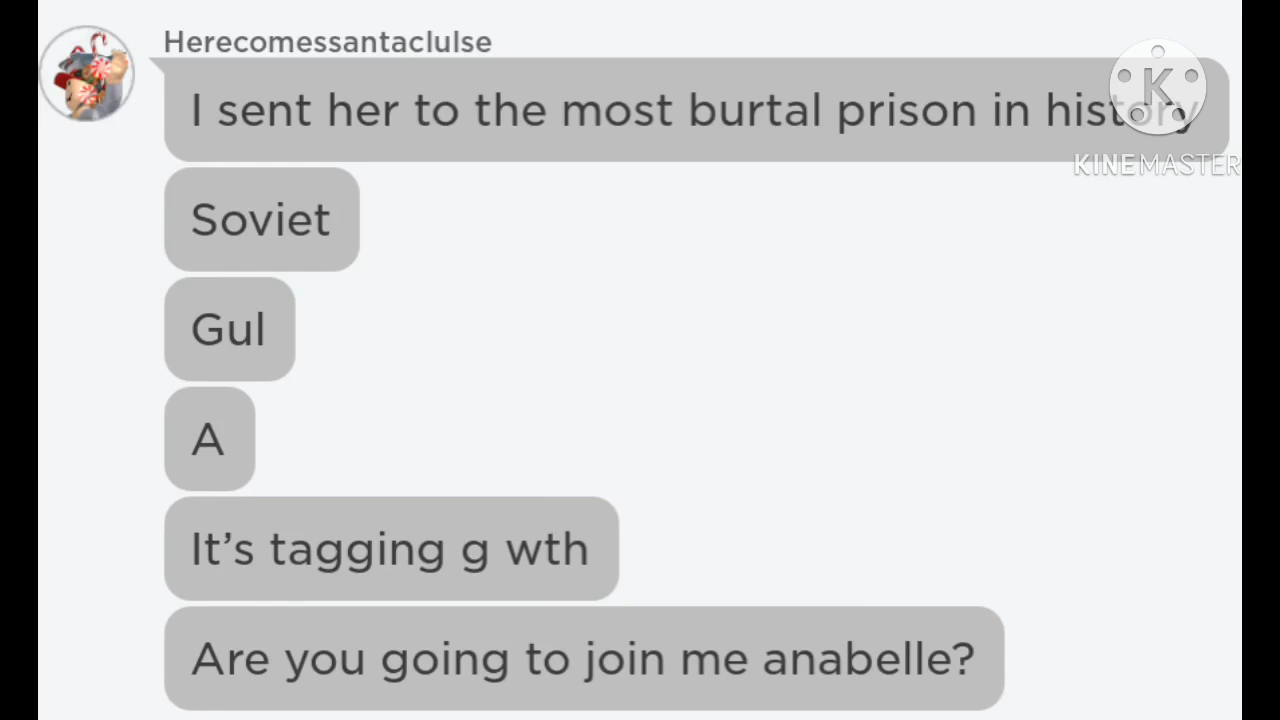 Herecomessantaclulse
I sent her to the most burtal prison in history
K
KINEMASTER
Soviet
Gul
A
It’s tagging g wth
Are you going to join me anabelle?